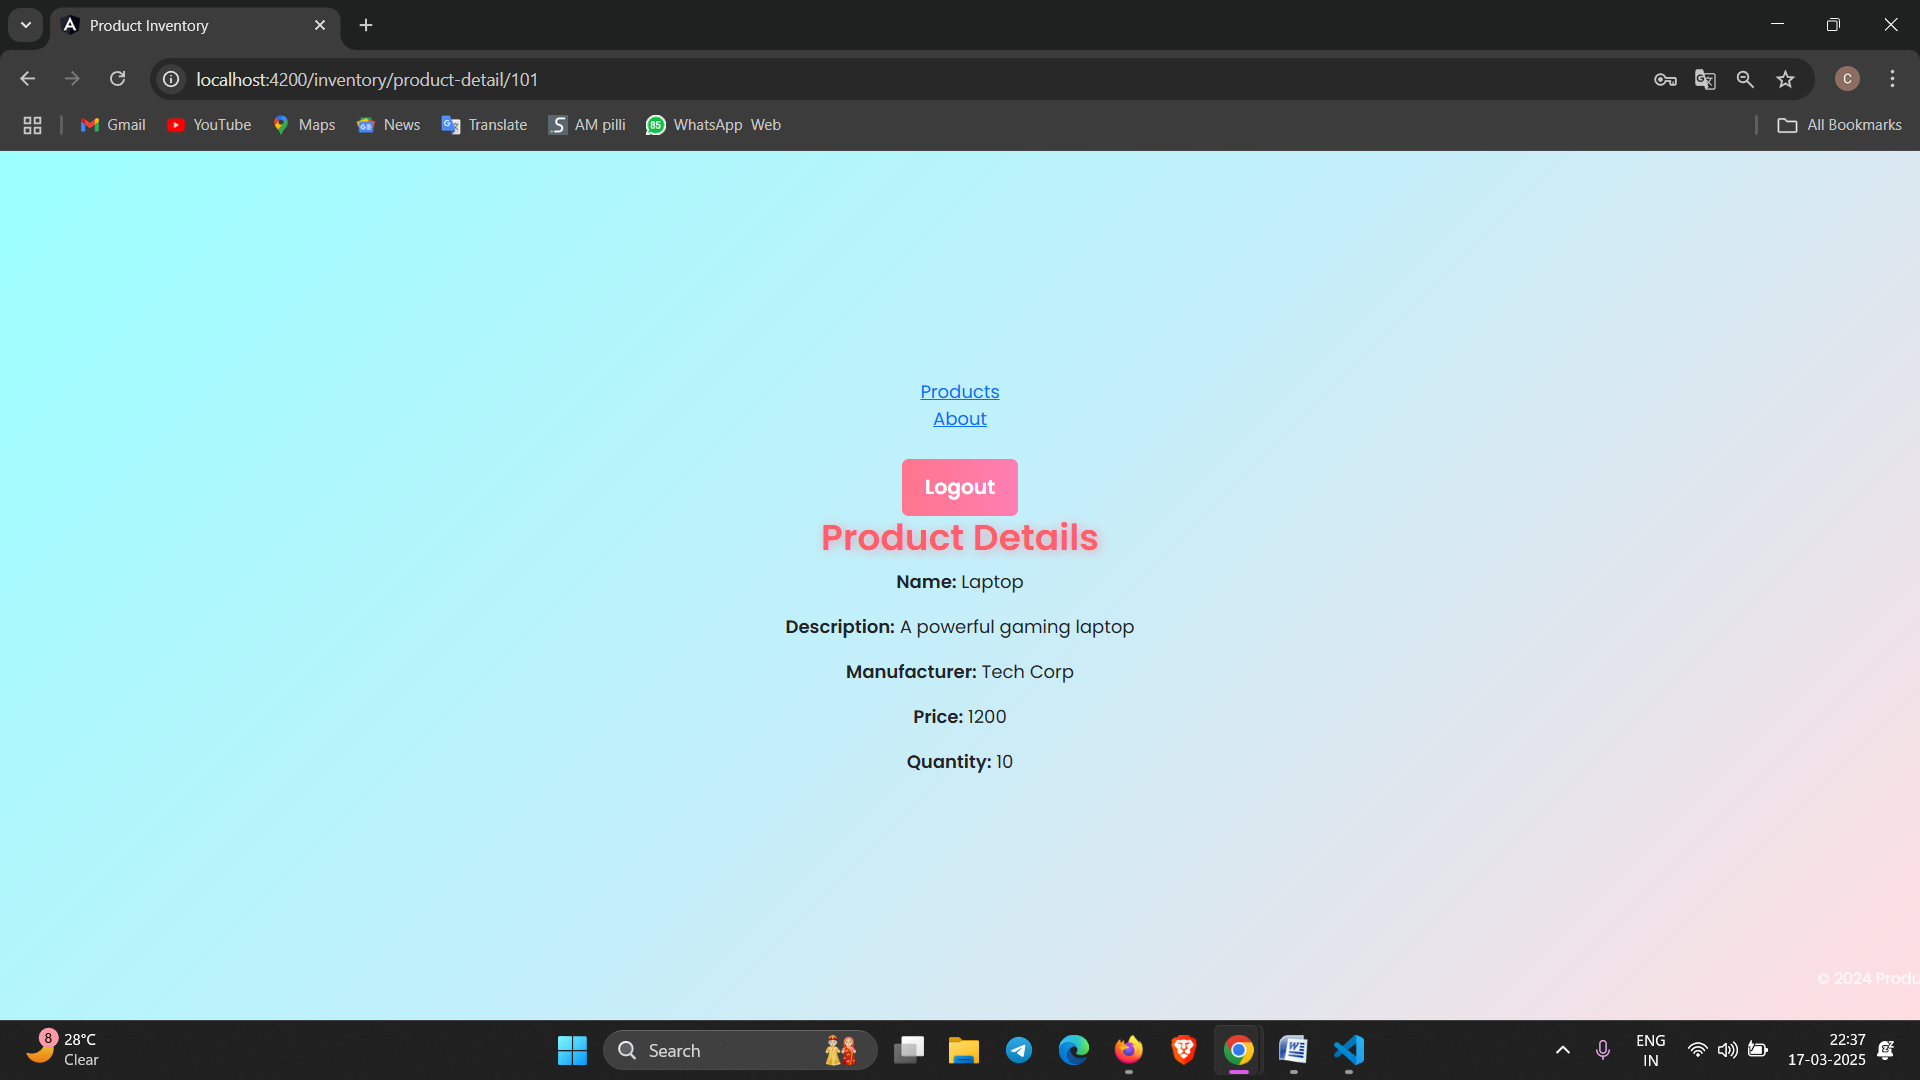 Product Inventory
localhost:4200/inventory/product-detail/101
C
Gmail
YouTube
Maps
News
Translate
AM pilli
85
WhatsApp Web
All Bookmarks
Products
About
Logout
Product Details
Name: Laptop
Description: A powerful gaming laptop
Manufacturer: Tech Corp
Price: 1200
Quantity: 10
© 2024 Produ
8
28°C
Clear
Search
ENG
IN
22:37
17-03-2025